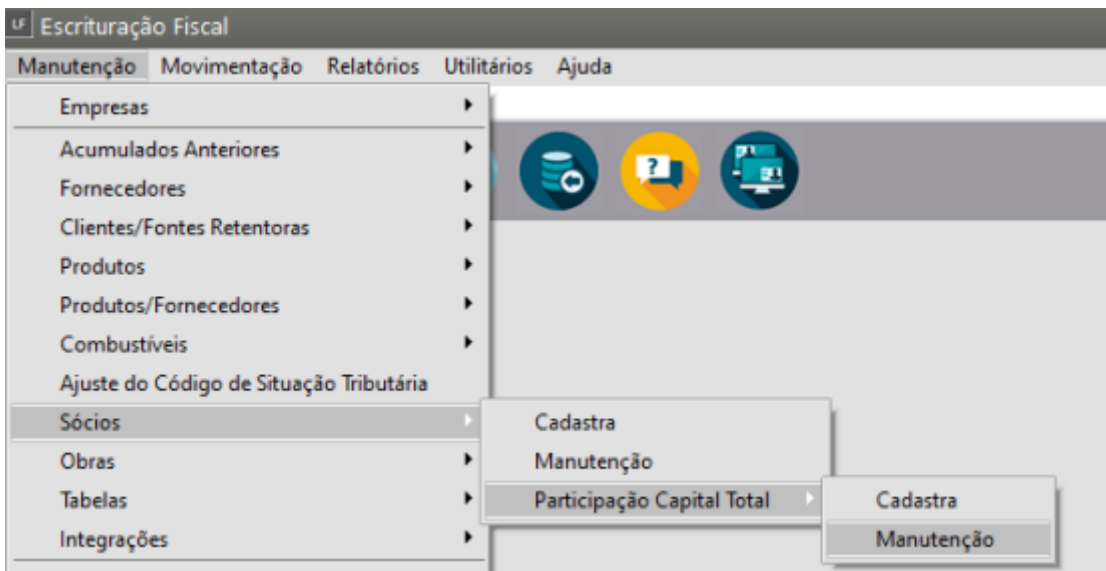 LF Escrituração Fiscal
Manutenção Movimentação Relatórios Utilitários Ajuda
Empresas
Acumulados Anteriores
?
Fornecedores
Clientes/Fontes Retentoras
Produtos
Produtos/Fornecedores
Combustíveis
Ajuste do Código de Situação Tributária
Sócios
Cadastra
Obras
Manutenção
Tabelas
Participação Capital Total
Cadastra
Integrações
Manutenção